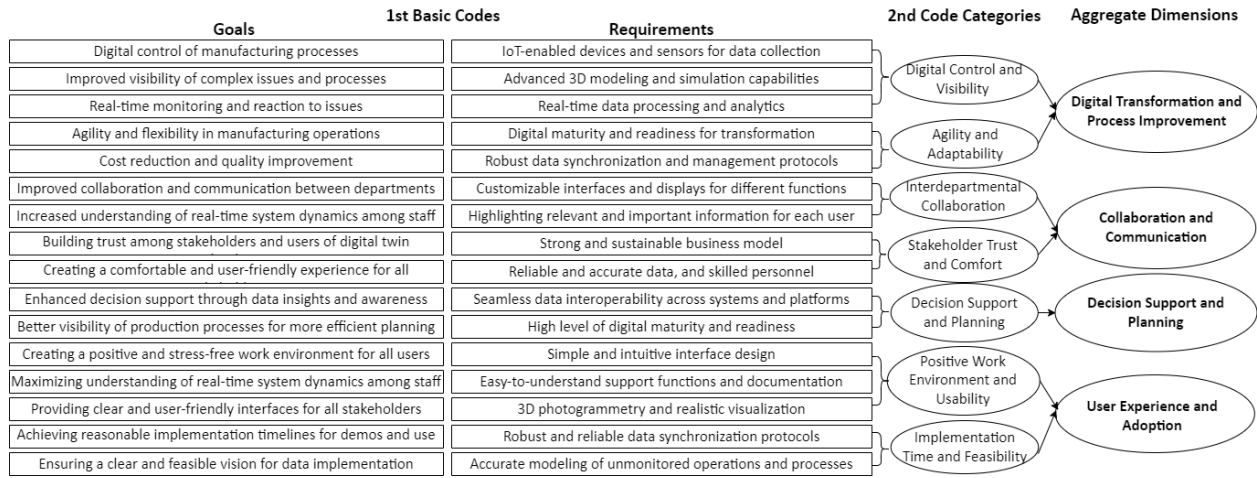 1st Basic Codes
2nd Code Categories
Aggregate Dimensions
Goals
Requirements
Digital control of manufacturing processes
IoT-enabled devices and sensors for data collection
Improved visibility of complex issues and processes
Advanced 3D modeling and simulation capabilities
Real-time monitoring and reaction to issues
Real-time data processing and analytics
Agility and flexibility in manufacturing operations
Digital maturity and readiness for transformation
Cost reduction and quality improvement
Robust data synchronization and management protocols
Improved collaboration and communication between departments
Customizable interfaces and displays for different functions
Increased understanding of real-time system dynamics among staff
Highlighting relevant and important information for each user
Building trust among stakeholders and users of digital twin
Strong and sustainable business model
Creating a comfortable and user-friendly experience for all
Reliable and accurate data, and skilled personnel
Enhanced decision support through data insights and awareness
Seamless data interoperability across systems and platforms
Better visibility of production processes for more efficient planning
High level of digital maturity and readiness
Creating a positive and stress-free work environment for all users
Simple and intuitive interface design
Maximizing understanding of real-time system dynamics among staff
Easy-to-understand support functions and documentation
Providing clear and user-friendly interfaces for all stakeholders
3D photogrammetry and realistic visualization
Achieving reasonable implementation timelines for demos and use
Robust and reliable data synchronization protocols
Ensuring a clear and feasible vision for data implementation
Accurate modeling of unmonitored operations and processes
Digital Control and
Visibility
Agility and
Adaptability
Interdepartmental
Collaboration
Stakeholder Trust
and Comfort
Decision Support
and Planning
Positive Work
Environment and
Usability
Implementation
Time and Feasibility
Digital Transformation and
Process Improvement
Collaboration and
Communication
Decision Support and
Planning
User Experience and
Adoption